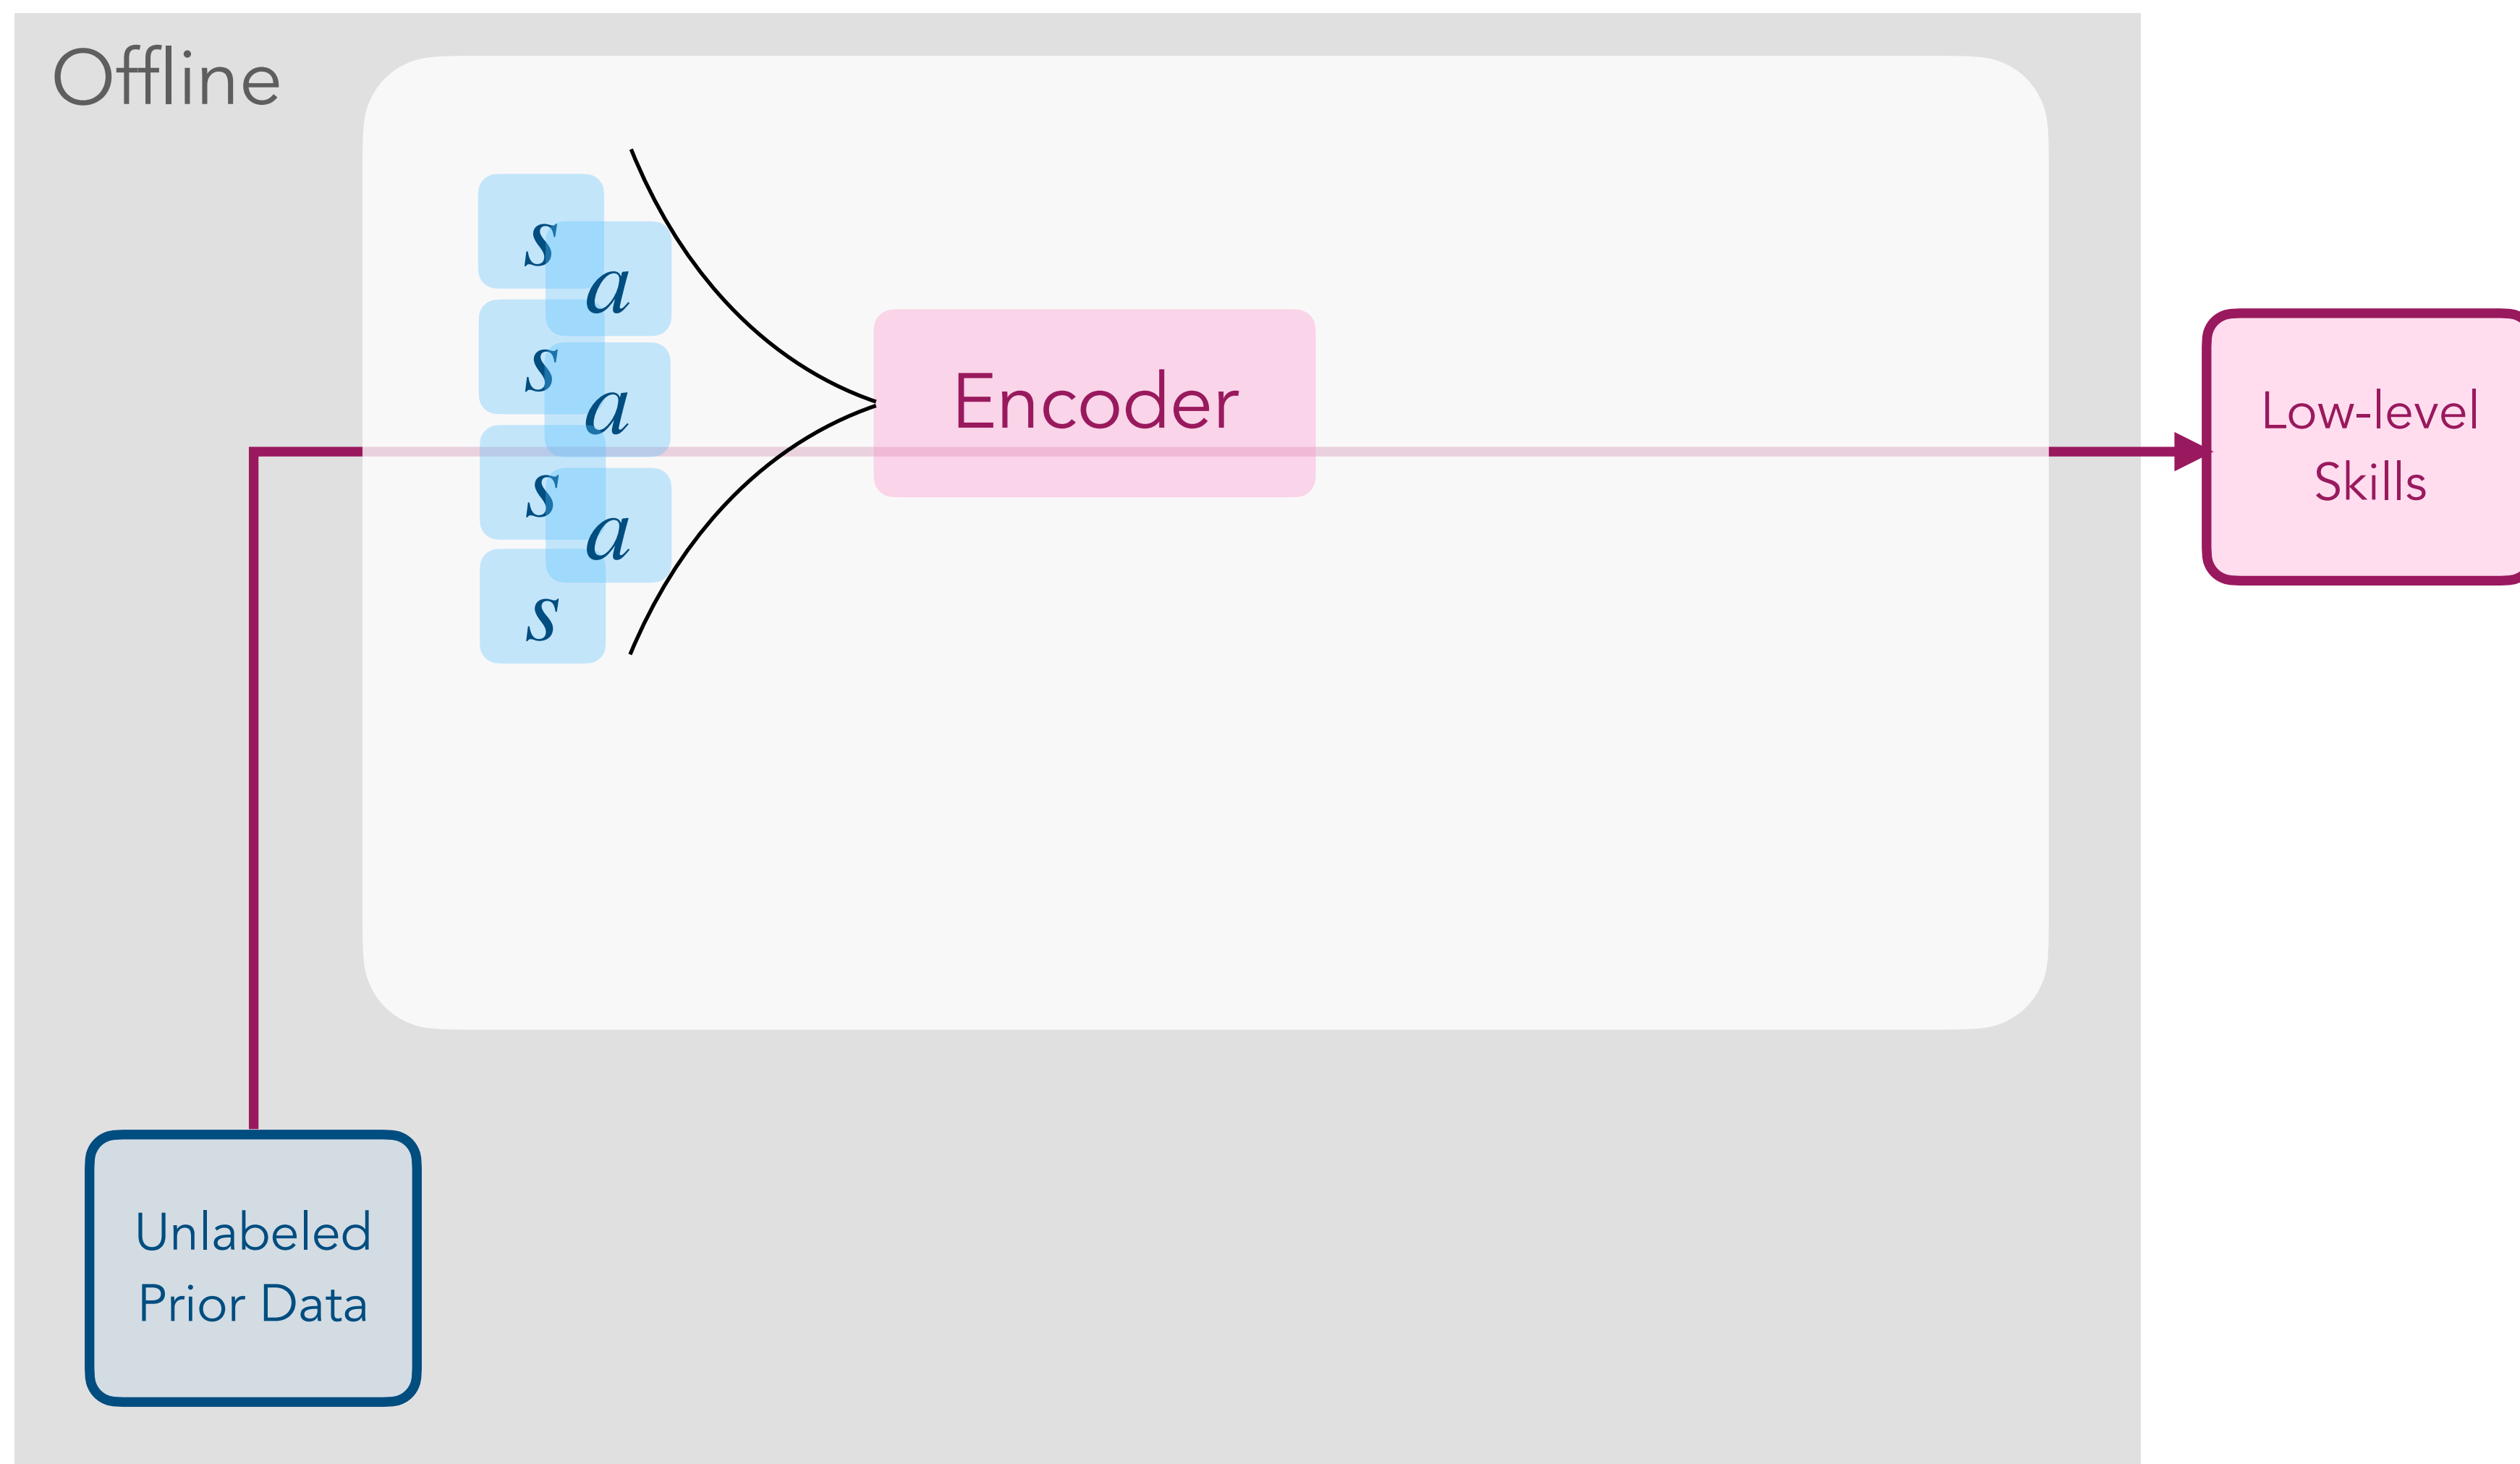 Offline
s
a
s
a
s
a
s
Encoder
Low-level
Skills
Unlabeled
Prior Data